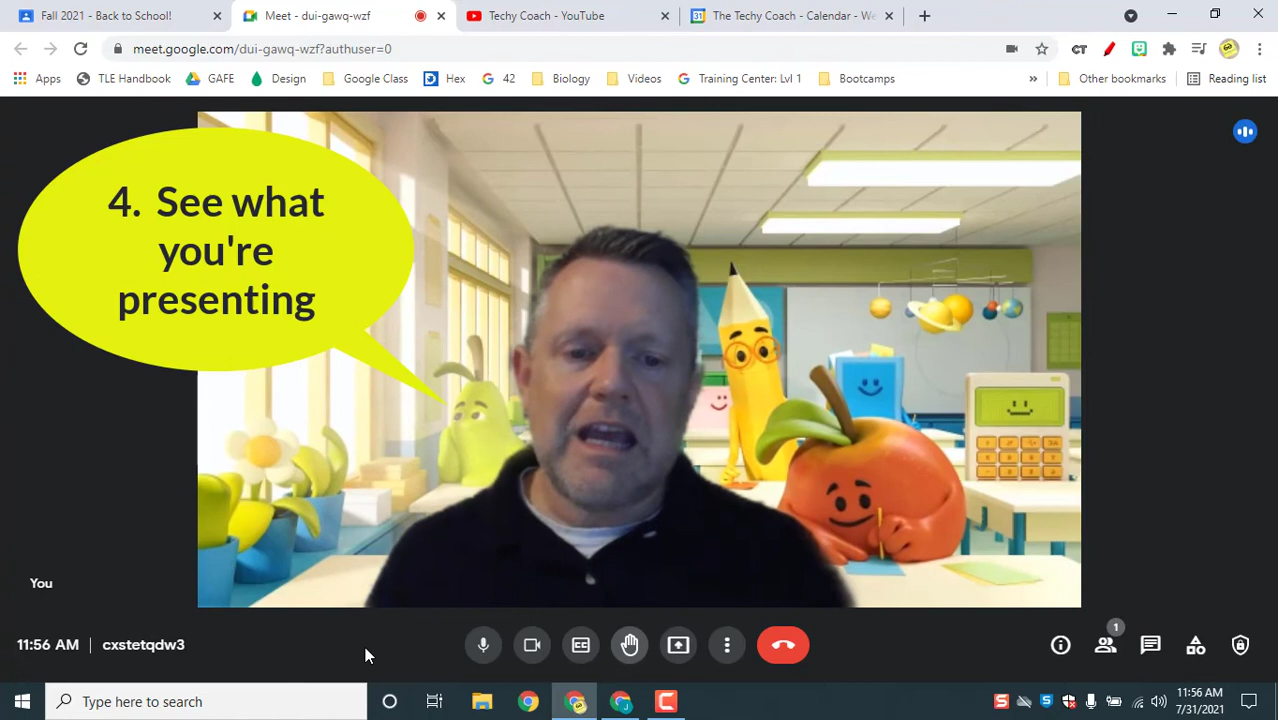 Fall 2021 - Back to School!
Meet - dui-gawq-wzf
Techy Coach - YouTube
31 The Techy Coach - Calendar - We
meet.google.com/dui-gawq-wzf?authuser=0
CT
Apps
TLE Handbook
GAFE
Design
Google Class
Hex
42
Biology
Videos
Training Center: Lvl 1
Bootcamps
»
Other bookmarks
Reading list
4. See what
you're
presenting
You
11:56 AM | cxstetqdw3
CC
1
Type here to search
11:56 AM
7/31/2021